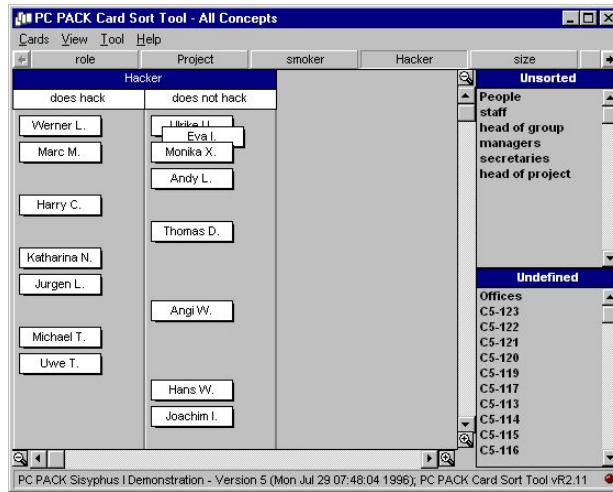 PC PACK Card Sort Tool - All Concepts
Cards View Tool Help
role Project smoker Hacker size
Hacker
does hack does not hack
Werner L.
Marc M.
Harry C.
Katharina N.
Jurgen L.
Michael T.
Uwe T.
Ulrike U.
Eva I.
Monika X.
Andy L.
Thomas D.
Angi W.
Hans W.
Joachim I.
Unsorted
People
staff
head of group
managers
secretaries
head of project
Undefined
Offices
C5-123
C5-122
C5-121
C5-120
C5-119
C5-117
C5-113
C5-114
C5-115
C5-116
PC PACK Sisyphus I Demonstration - Version 5 (Mon Jul 29 07:48:04 1996); PC PACK Card Sort Tool vR2.11